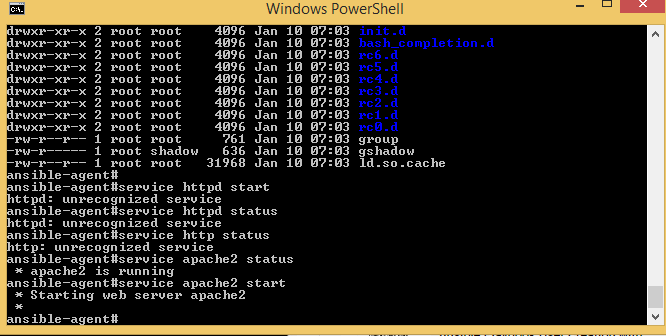 Windows PowerShell
drwxr-xr-x 2 root root 4096 Jan 10 07:03 init.d
drwxr-xr-x 2 root root 4096 Jan 10 07:03 bash_completion.d
drwxr-xr-x 2 root root 4096 Jan 10 07:03 rc6.d
drwxr-xr-x 2 root root 4096 Jan 10 07:03 rc5.d
drwxr-xr-x 2 root root 4096 Jan 10 07:03 rc4.d
drwxr-xr-x 2 root root 4096 Jan 10 07:03 rc3.d
drwxr-xr-x 2 root root 4096 Jan 10 07:03 rc2.d
drwxr-xr-x 2 root root 4096 Jan 10 07:03 rc1.d
drwxr-xr-x 2 root root 4096 Jan 10 07:03 rc0.d
-rw-r--r-- 1 root root 761 Jan 10 07:03 group
-rw-r----- 1 root shadow 636 Jan 10 07:03 gshadow
-rw-r--r-- 1 root root 31968 Jan 10 07:03 ld.so.cache
ansible-agent#
ansible-agent#service httpd start
httpd: unrecognized service
ansible-agent#service httpd status
httpd: unrecognized service
ansible-agent#service http status
http: unrecognized service
ansible-agent#service apache2 status
* apache2 is running
ansible-agent#service apache2 start
* Starting web server apache2
*
ansible-agent#